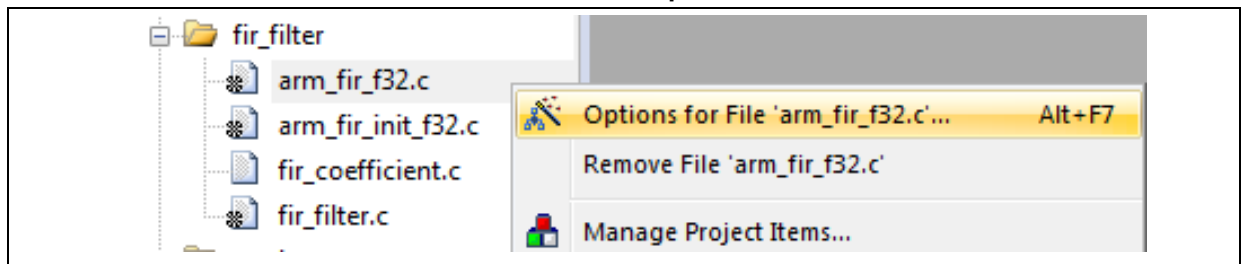 fir_filter
arm_fir_f32.c
arm_fir_init_f32.c
fir_coefficient.c
fir_filter.c
Options for File 'arm_fir_f32.c'... Alt+F7
Remove File 'arm_fir_f32.c'
Manage Project Items...